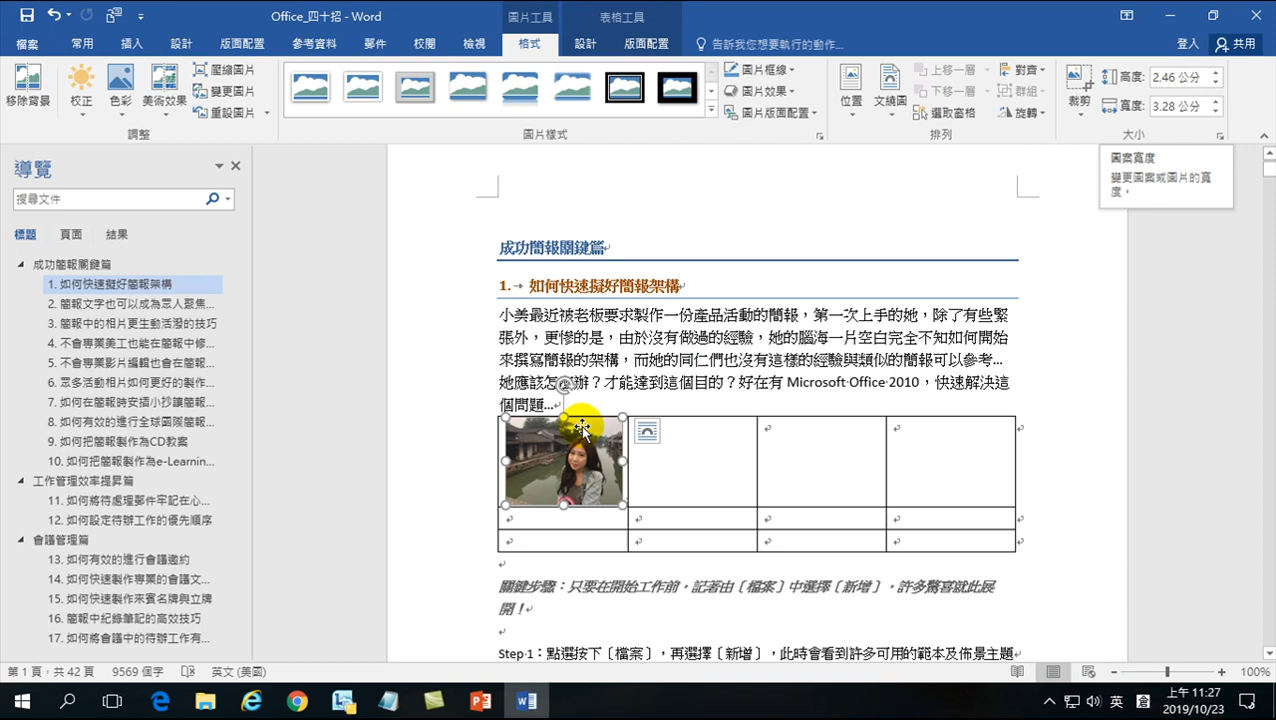 Office_四十招 - Word
圖片工具
表格工具
檔案
常用
插入
設計
版面配置
參考資料
郵件
校閱
檢視
格式
設計
版面配置
告訴我您想要執行的動作...
登入
共用
移除背景
校正
色彩
美術效果
壓縮圖片
變更圖片
重設圖片
調整
圖片樣式
圖片框線
圖片效果
圖片版面配置
位置
文繞圖
上移一層
下移一層
選取窗格
對齊
群組
旋轉
排列
裁剪
高度: 2.46 公分
寬度: 3.28 公分
大小
圖案寬度
變更圖案或圖片的寬
度。
導覽
搜尋文件
標題
頁面
結果
成功簡報關鍵篇
1. 如何快速擬好簡報架構
2. 簡報文字也可以成為眾人聚焦...
3. 簡報中的相片更生動活潑的技巧
4. 不會專業美工也能在簡報中修...
5. 不會專業影片編輯也會在簡報...
6. 眾多活動相片如何更好的製作...
7. 如何在簡報時安插小抄讓簡報...
8. 如何有效的進行全球團隊簡報...
9. 如何把簡報製作為CD教案
10. 如何把簡報製作為e-Learnin...
工作管理效率提昇篇
11. 如何將待處理郵件牢記在心...
12. 如何設定待辦工作的優先順序
會議管理篇
13. 如何有效的進行會議邀約
14. 如何快速製作專業的會議文...
15. 如何快速製作來賓名牌與立牌
16. 簡報中紀錄筆記的高效技巧
17. 如何將會議中的待辦工作有...
成功簡報關鍵篇
1. 如何快速擬好簡報架構
小美最近被老板要求製作一份產品活動的簡報，第一次上手的她，除了有些緊
張外，更慘的是，由於沒有做過的經驗，她的腦海一片空白完全不知如何開始
來撰寫簡報的架構，而她的同仁們也沒有這樣的經驗與類似的簡報可以參考...
她應該怎麼辦？才能達到這個目的？好在有 Microsoft Office 2010，快速解決這
個問題...
關鍵步驟：只要在開始工作前，記著由〔檔案〕中選擇〔新增〕，許多驚喜就此展
開！
Step 1：點選按下〔檔案〕，再選擇〔新增〕，此時會看到許多可用的範本及佈景主題
第 1 頁，共 42 頁
9569 個字
英文 (美國)
100%
英
上午 11:27
2019/10/23